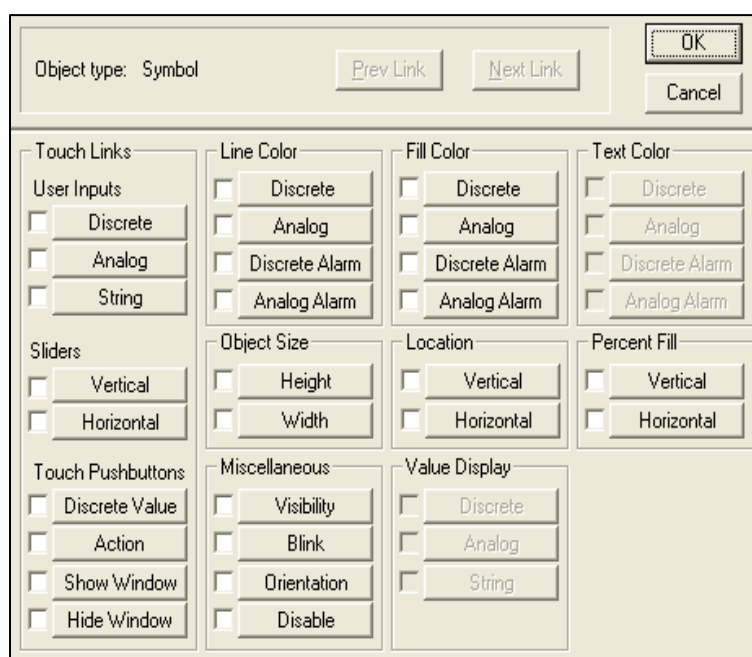 Object type: Symbol
Prev Link
Next Link
OK
Cancel
Touch Links
User Inputs
Discrete
Analog
String
Sliders
Vertical
Horizontal
Touch Pushbuttons
Discrete Value
Action
Show Window
Hide Window
Line Color
Discrete
Analog
Discrete Alarm
Analog Alarm
Object Size
Height
Width
Miscellaneous
Visibility
Blink
Orientation
Disable
Fill Color
Discrete
Analog
Discrete Alarm
Analog Alarm
Location
Vertical
Horizontal
Value Display
Discrete
Analog
String
Text Color
Discrete
Analog
Discrete Alarm
Analog Alarm
Percent Fill
Vertical
Horizontal